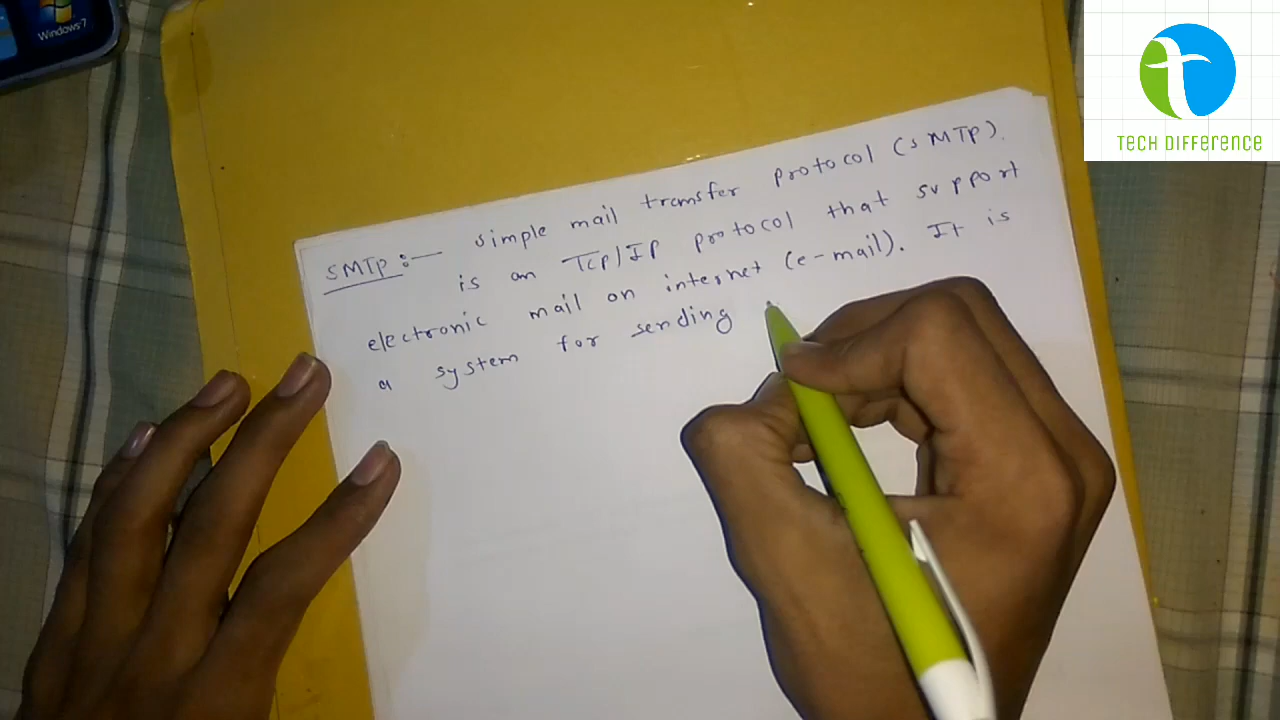 Windows 7
TECH DIFFERENCE
SMTP :— simple mail transfer protocol (SMTP).
is an TCP/IP protocol that support
electronic mail on internet (e-mail). It is
a system for sending